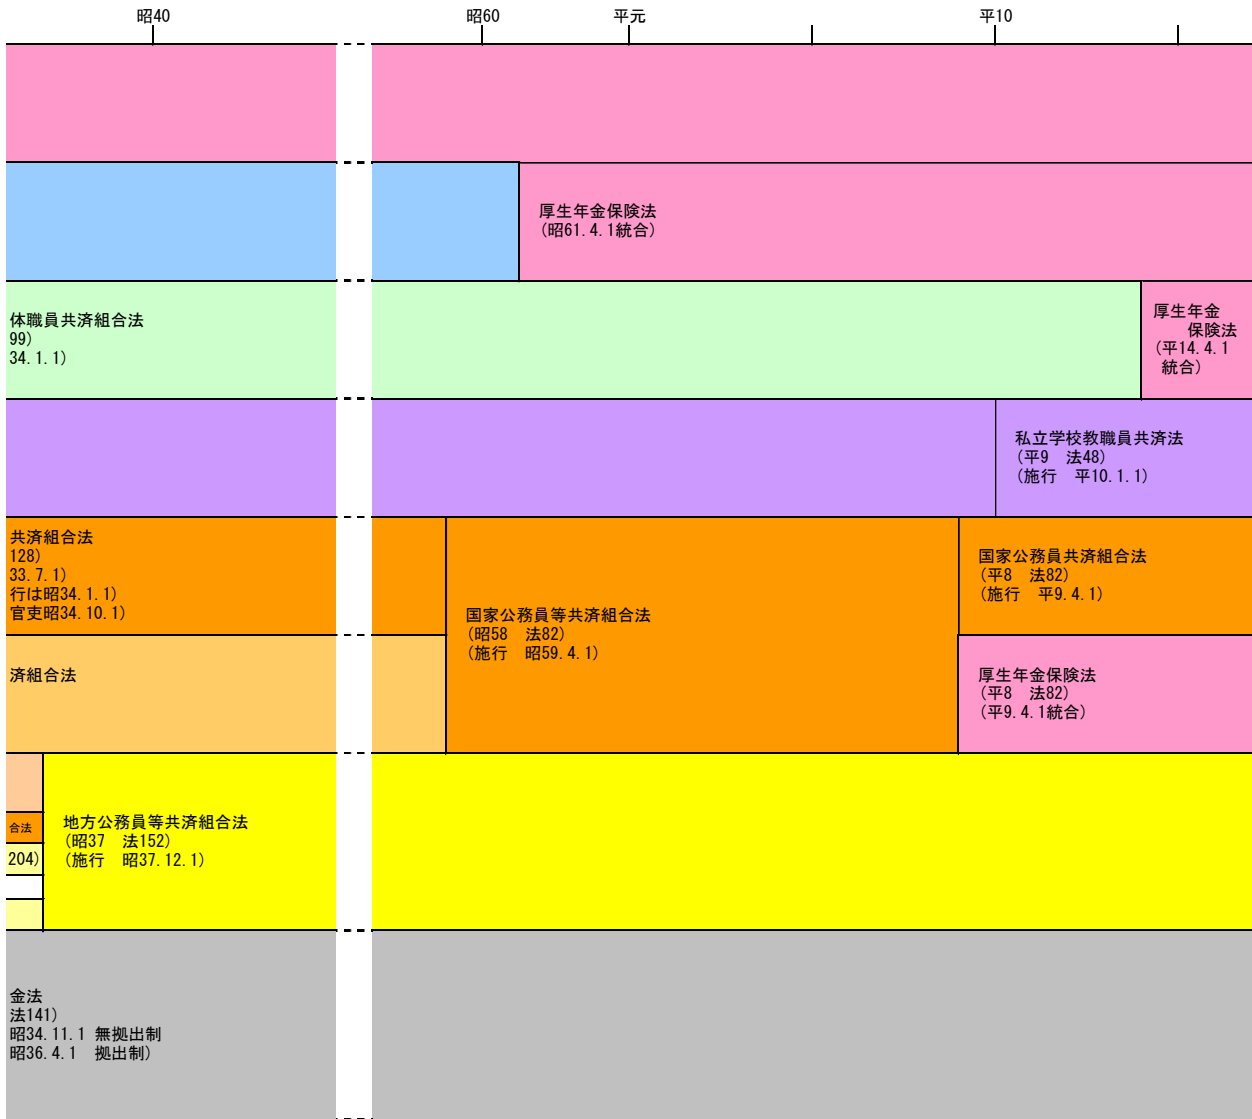 昭40
昭60
平元
平10
厚生年金保険法
(昭61.4.1統合)
体職員共済組合法
99)
34.1.1)
厚生年金
保険法
(平14.4.1
統合)
私立学校教職員共済法
(平9　法48)
(施行　平10.1.1)
共済組合法
128)
33.7.1)
行は昭34.1.1)
官吏昭34.10.1)
国家公務員等共済組合法
(昭58　法82)
(施行　昭59.4.1)
国家公務員共済組合法
(平8　法82)
(施行　平9.4.1)
済組合法
厚生年金保険法
(平8　法82)
(平9.4.1統合)
合法
204)
地方公務員等共済組合法
(昭37　法152)
(施行　昭37.12.1)
金法
法141)
昭34.11.1 無拠出制
昭36.4.1　拠出制)